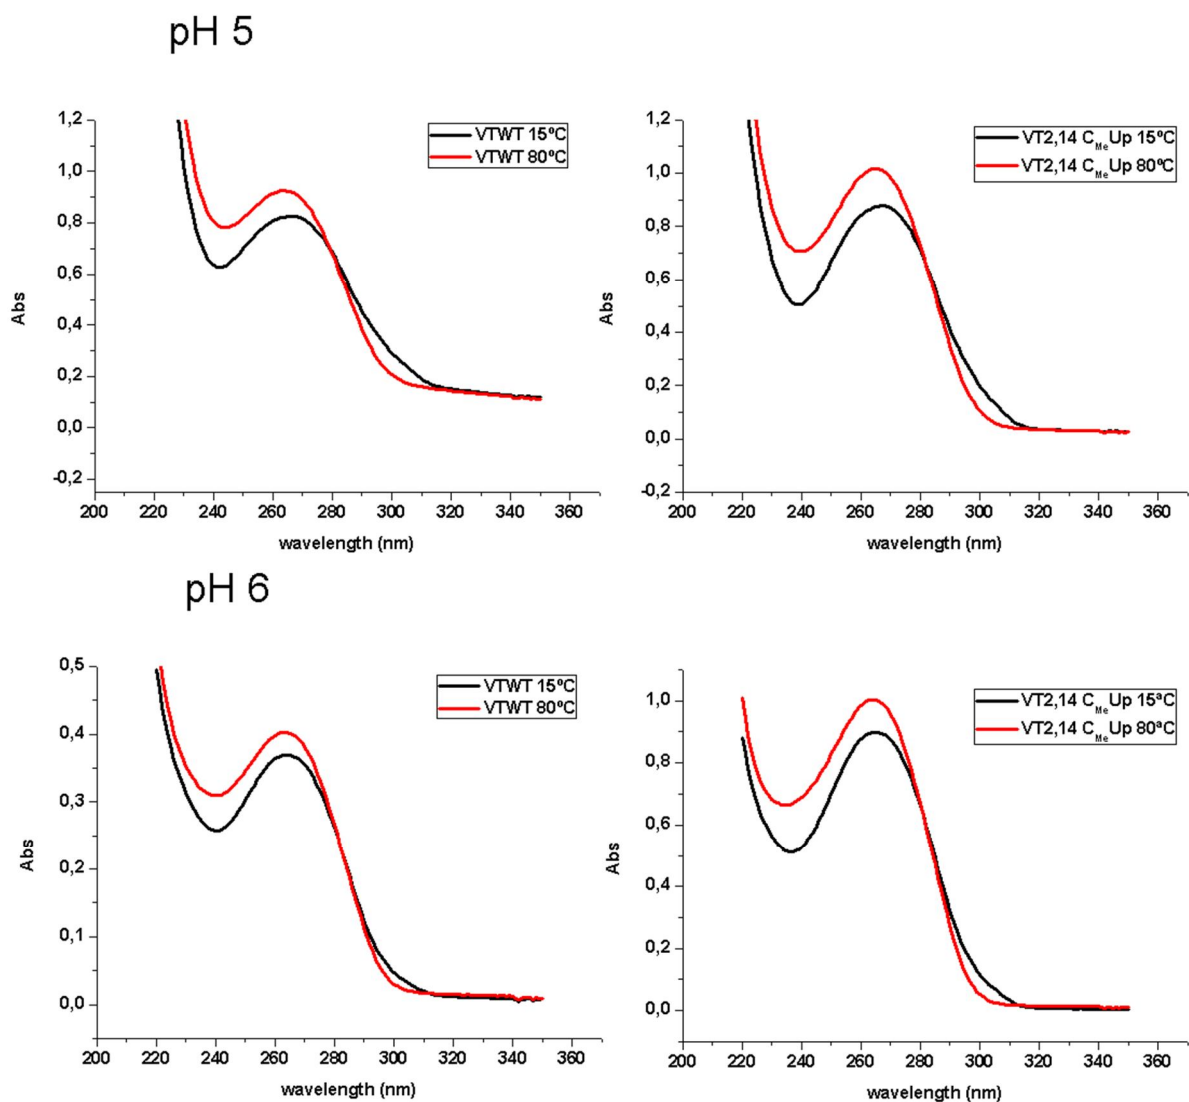 pH 5
VTWT 15ºC
VTWT 80ºC
1,2
1,0
0,8
0,6
0,4
0,2
0,0
-0,2
Abs
200 220 240 260 280 300 320 340 360
wavelength (nm)
VT2,14 CMeUp 15ºC
VT2,14 CMeUp 80ºC
1,2
1,0
0,8
0,6
0,4
0,2
0,0
-0,2
Abs
200 220 240 260 280 300 320 340 360
wavelength (nm)
pH 6
VTWT 15ºC
VTWT 80ºC
0,5
0,4
0,3
0,2
0,1
0,0
Abs
200 220 240 260 280 300 320 340 360
wavelength (nm)
VT2,14 CMeUp 15ªC
VT2,14 CMeUp 80ªC
1,0
0,8
0,6
0,4
0,2
0,0
Abs
200 220 240 260 280 300 320 340 360
wavelength (nm)